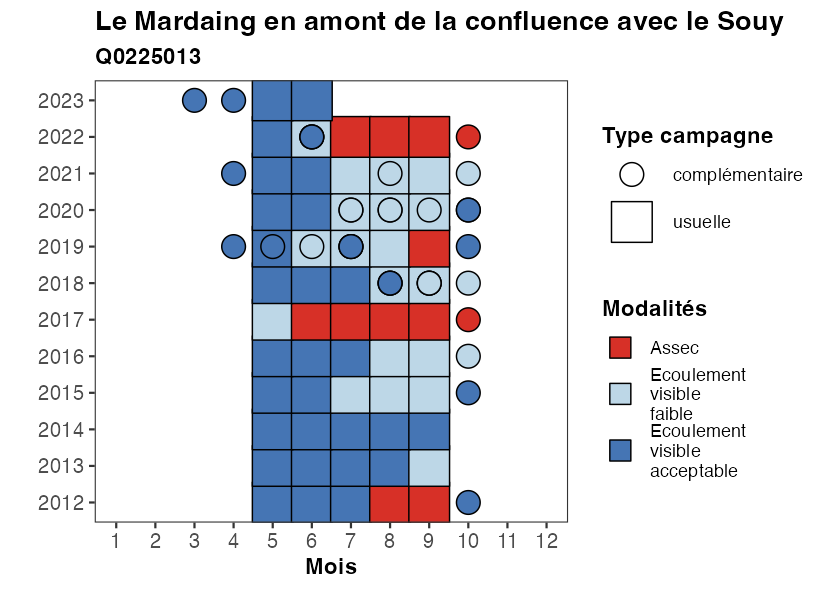 Le Mardaing en amont de la confluence avec le Souy
Q0225013
2023
2022
2021
2020
2019
2018
2017
2016
2015
2014
2013
2012
1 2 3 4 5 6 7 8 9 10 11 12
Mois
Type campagne
complémentaire
usuelle
Modalités
Assec
Ecoulement
visible
faible
Ecoulement
visible
acceptable